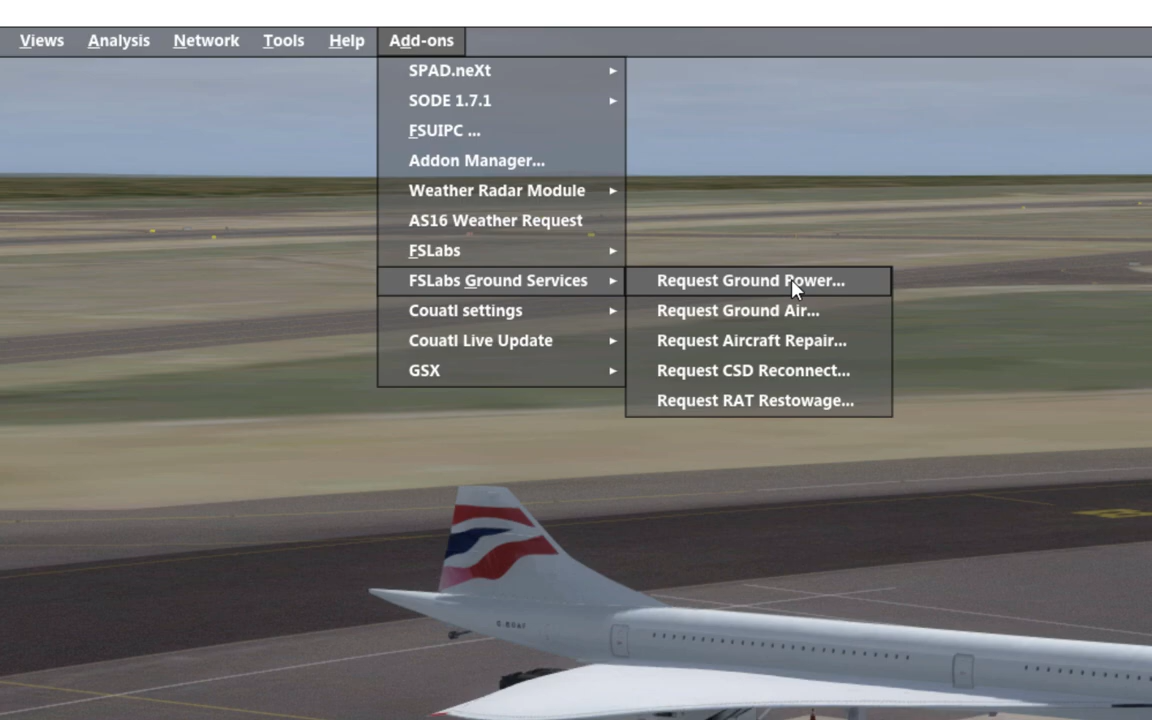 Views Analysis Network Tools Help Add-ons
SPAD.neXt
SODE 1.7.1
FSUIPC ...
Addon Manager...
Weather Radar Module
AS16 Weather Request
FSLabs
FSLabs Ground Services
Couatl settings
Couatl Live Update
GSX
Request Ground Power...
Request Ground Air...
Request Aircraft Repair...
Request CSD Reconnect...
Request RAT Restowage...
G-BOAF